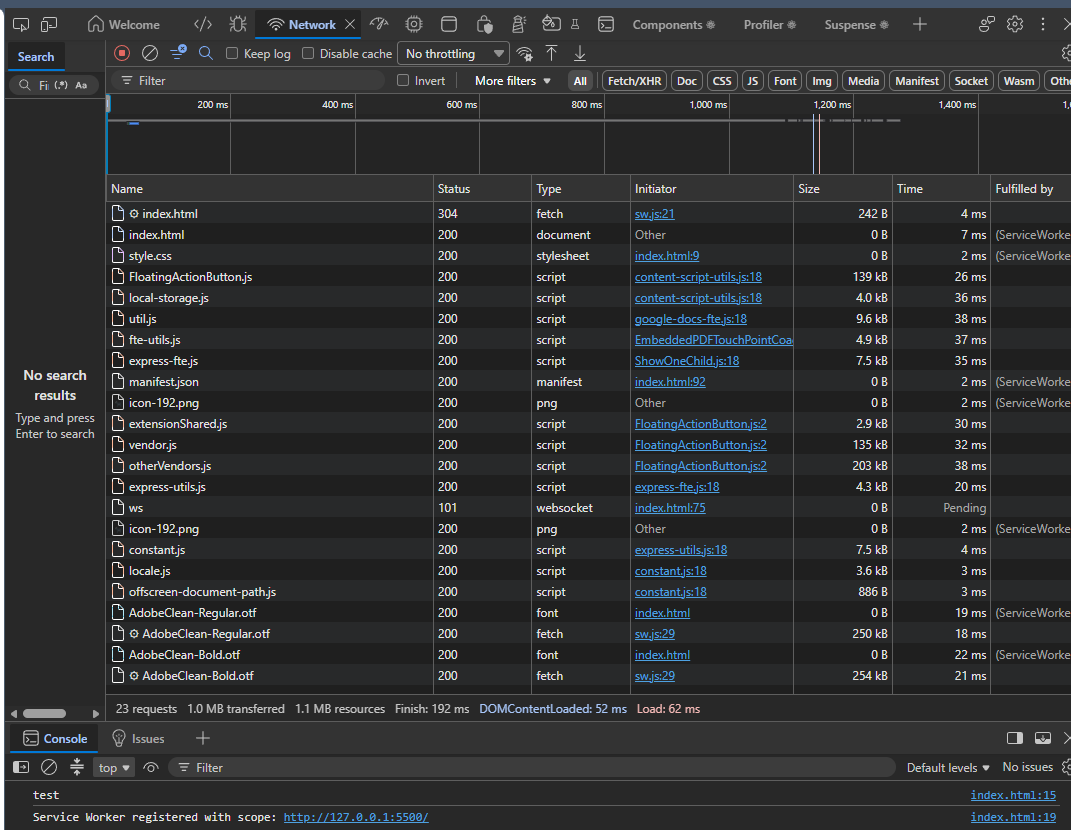 Welcome Network Components Profiler Suspense
Search Keep log Disable cache No throttling
Fi (.*) Aa Filter Invert More filters All Fetch/XHR Doc CSS JS Font Img Media Manifest Socket Wasm Othe
200 ms 400 ms 600 ms 800 ms 1,000 ms 1,200 ms 1,400 ms
Name Status Type Initiator Size Time Fulfilled by
index.html 304 fetch sw.js:21 242 B 4 ms
index.html 200 document Other 0 B 7 ms (ServiceWorke
style.css 200 stylesheet index.html:9 0 B 2 ms (ServiceWorke
FloatingActionButton.js 200 script content-script-utils.js:18 139 kB 26 ms
local-storage.js 200 script content-script-utils.js:18 4.0 kB 36 ms
util.js 200 script google-docs-fte.js:18 9.6 kB 38 ms
fte-utils.js 200 script EmbeddedPDFTouchPointCoa 4.9 kB 37 ms
express-fte.js 200 script ShowOneChild.js:18 7.5 kB 35 ms
manifest.json 200 manifest index.html:92 0 B 2 ms (ServiceWorke
icon-192.png 200 png Other 0 B 2 ms (ServiceWorke
extensionShared.js 200 script FloatingActionButton.js:2 2.9 kB 30 ms
vendor.js 200 script FloatingActionButton.js:2 135 kB 32 ms
otherVendors.js 200 script FloatingActionButton.js:2 203 kB 38 ms
express-utils.js 200 script express-fte.js:18 4.3 kB 20 ms
ws 101 websocket index.html:75 0 B Pending
icon-192.png 200 png Other 0 B 2 ms (ServiceWorke
constant.js 200 script express-utils.js:18 7.5 kB 4 ms
locale.js 200 script constant.js:18 3.6 kB 3 ms
offscreen-document-path.js 200 script constant.js:18 886 B 3 ms
AdobeClean-Regular.otf 200 font index.html 0 B 19 ms (ServiceWorke
AdobeClean-Regular.otf 200 fetch sw.js:29 250 kB 18 ms
AdobeClean-Bold.otf 200 font index.html 0 B 22 ms (ServiceWorke
AdobeClean-Bold.otf 200 fetch sw.js:29 254 kB 21 ms
No search
results
Type and press
Enter to search
23 requests 1.0 MB transferred 1.1 MB resources Finish: 192 ms DOMContentLoaded: 52 ms Load: 62 ms
Console Issues
top Filter Default levels No issues
test index.html:15
Service Worker registered with scope: http://127.0.0.1:5500/ index.html:19